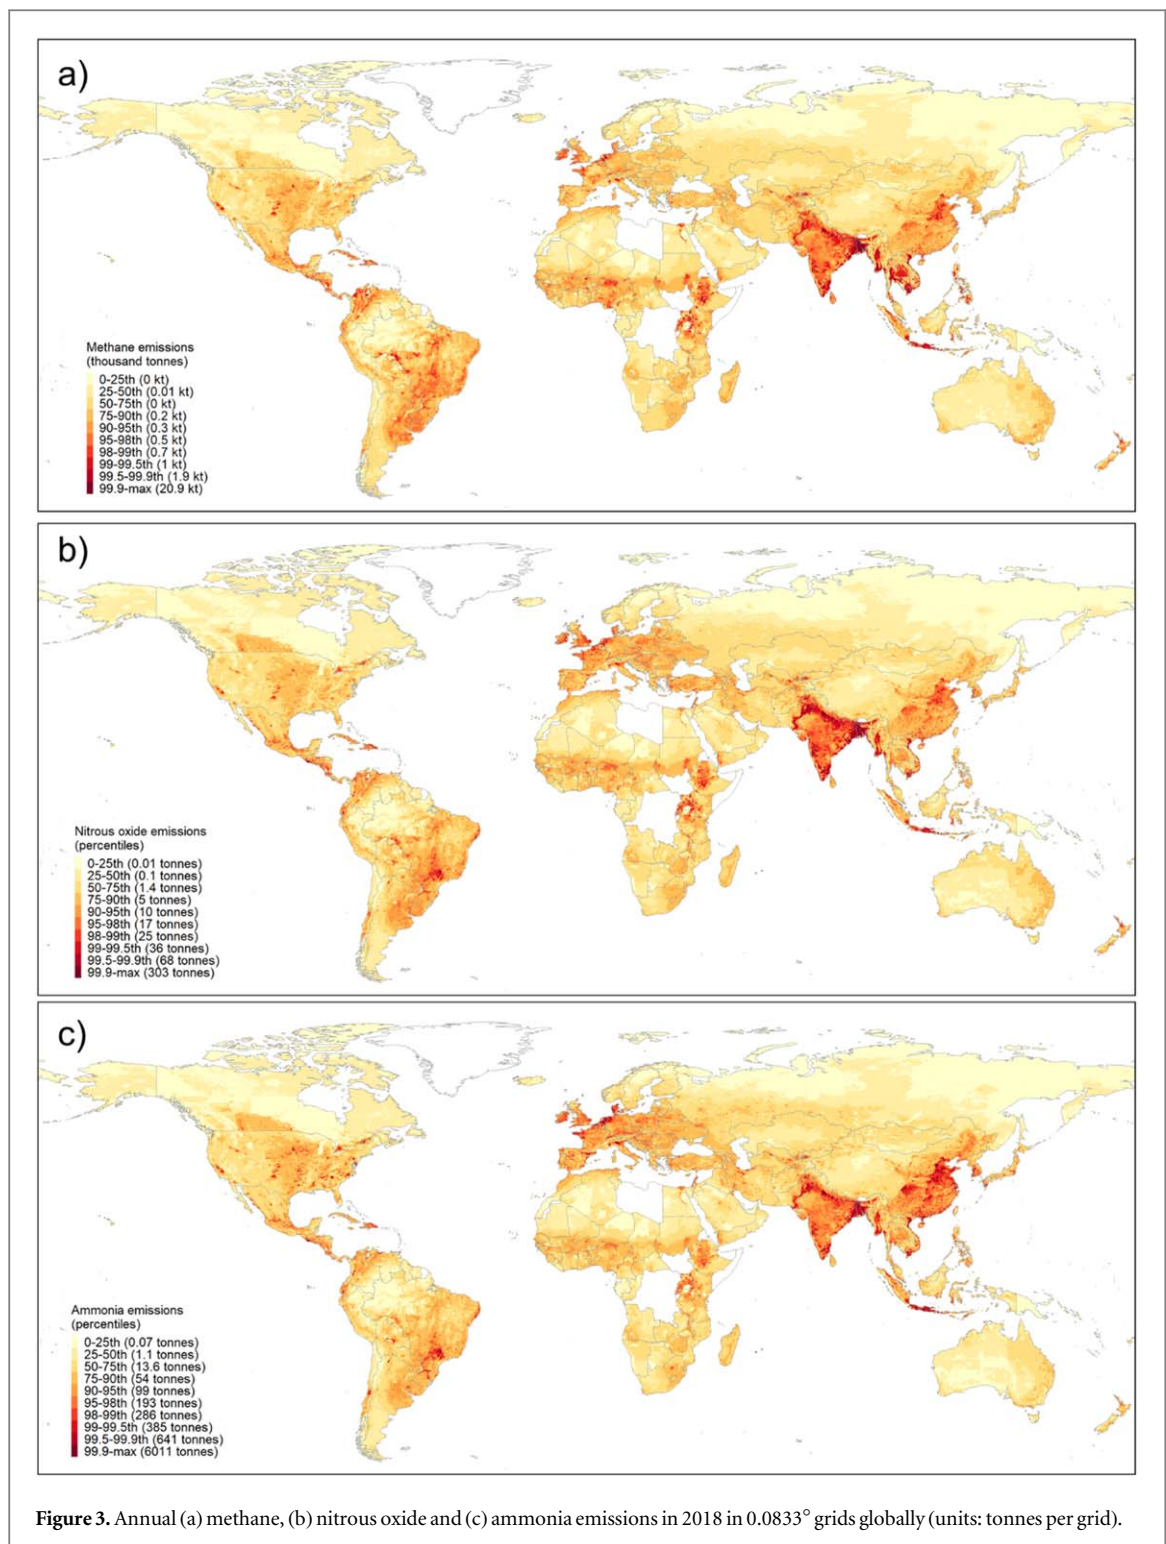 a)
Methane emissions
(thousand tonnes)
0-25th (0 kt)
25-50th (0.01 kt)
50-75th (0 kt)
75-90th (0.2 kt)
90-95th (0.3 kt)
95-98th (0.5 kt)
98-99th (0.7 kt)
99-99.5th (1 kt)
99.5-99.9th (1.9 kt)
99.9-max (20.9 kt)
b)
Nitrous oxide emissions
(percentiles)
0-25th (0.01 tonnes)
25-50th (0.1 tonnes)
50-75th (1.4 tonnes)
75-90th (5 tonnes)
90-95th (10 tonnes)
95-98th (17 tonnes)
98-99th (25 tonnes)
99-99.5th (36 tonnes)
99.5-99.9th (68 tonnes)
99.9-max (303 tonnes)
c)
Ammonia emissions
(percentiles)
0-25th (0.07 tonnes)
25-50th (1.1 tonnes)
50-75th (13.6 tonnes)
75-90th (54 tonnes)
90-95th (99 tonnes)
95-98th (193 tonnes)
98-99th (286 tonnes)
99-99.5th (385 tonnes)
99.5-99.9th (641 tonnes)
99.9-max (6011 tonnes)
Figure 3. Annual (a) methane, (b) nitrous oxide and (c) ammonia emissions in 2018 in 0.0833° grids globally (units: tonnes per grid).